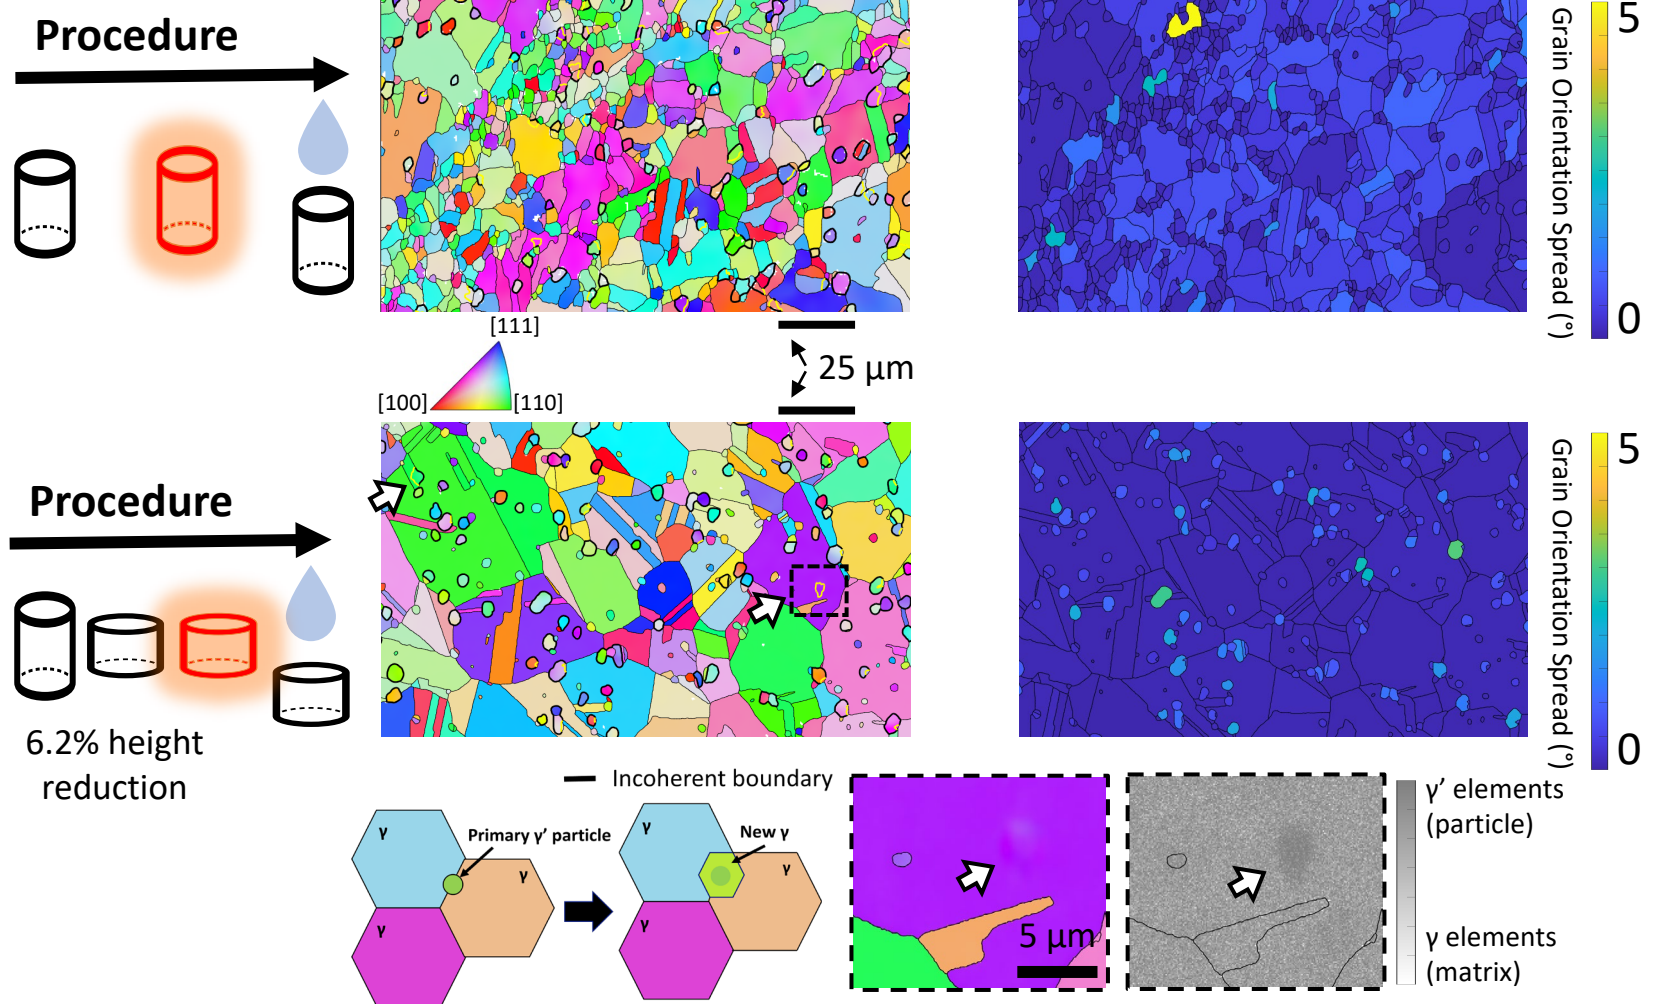 Procedure
Grain Orientation Spread (°)
5
0
[111]
[100]
[110]
25 μm
Procedure
6.2% height
reduction
Grain Orientation Spread (°)
5
0
Incoherent boundary
γ
Primary γ’ particle
γ
γ
γ
New γ
γ
γ
5 μm
γ’ elements
(particle)
γ elements
(matrix)